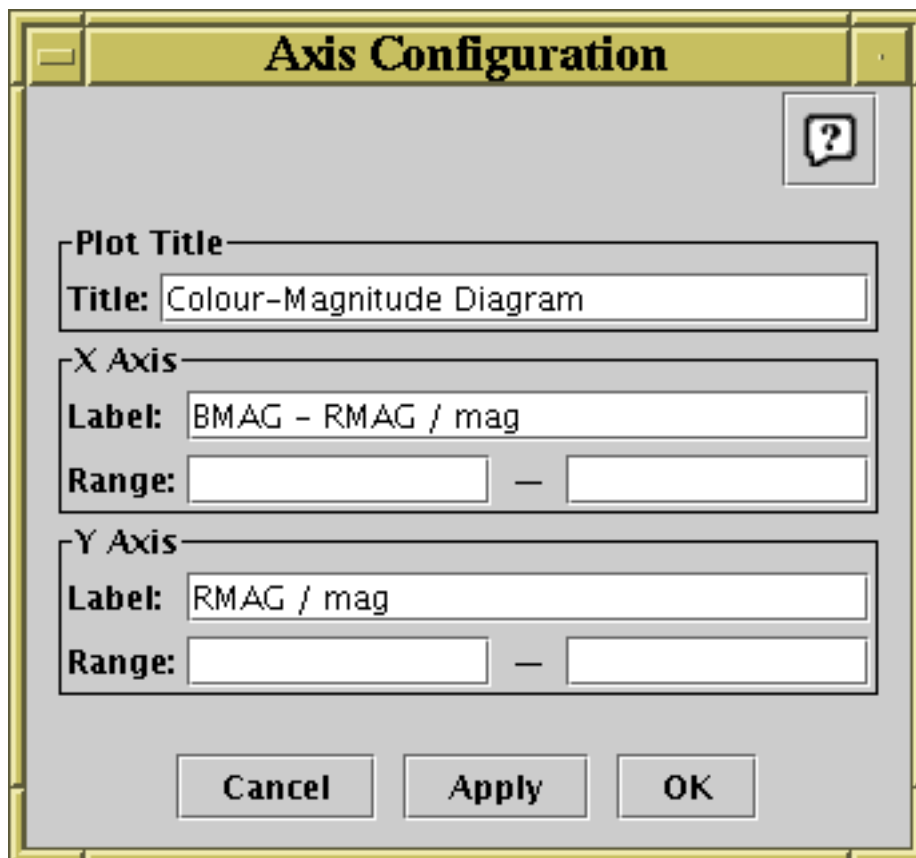 Axis Configuration
?
Plot Title
Title: Colour-Magnitude Diagram
X Axis
Label: BMAG - RMAG / mag
Range: —
Y Axis
Label: RMAG / mag
Range: —
Cancel Apply OK